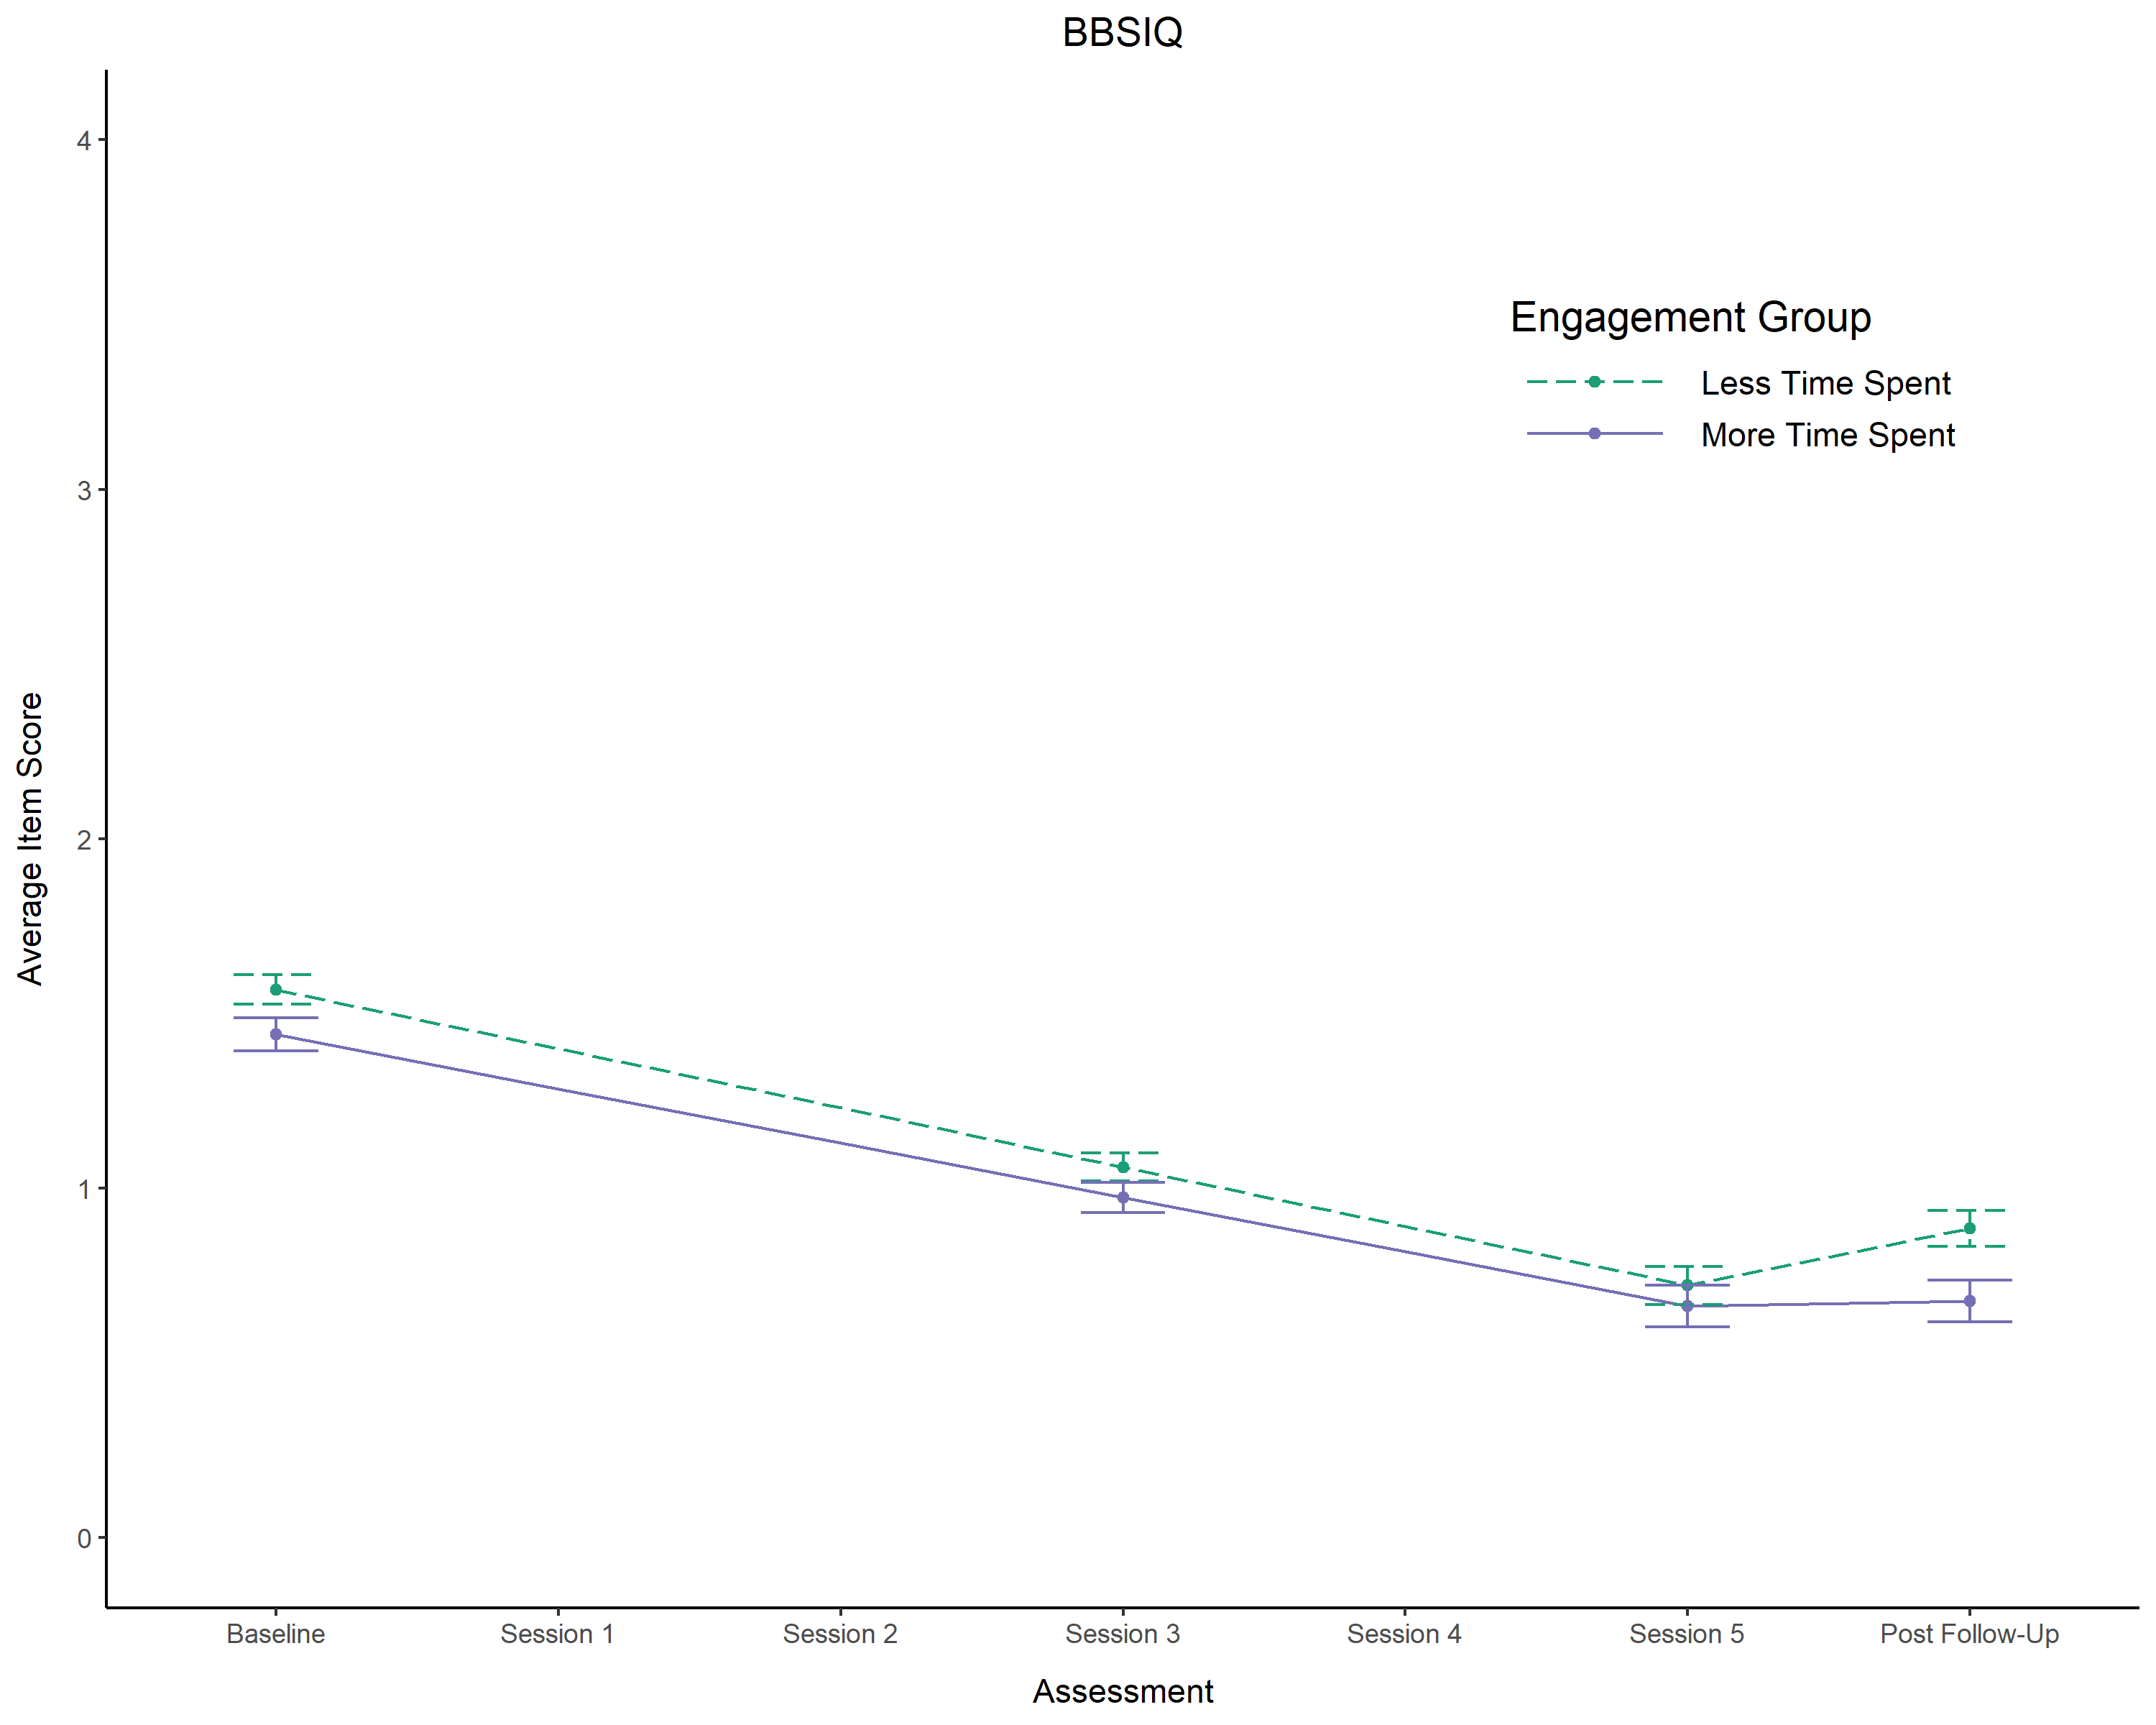 BBSIQ
4
3
2
1
0
Average Item Score
Engagement Group
Less Time Spent
More Time Spent
Baseline
Session 1
Session 2
Session 3
Session 4
Session 5
Post Follow-Up
Assessment